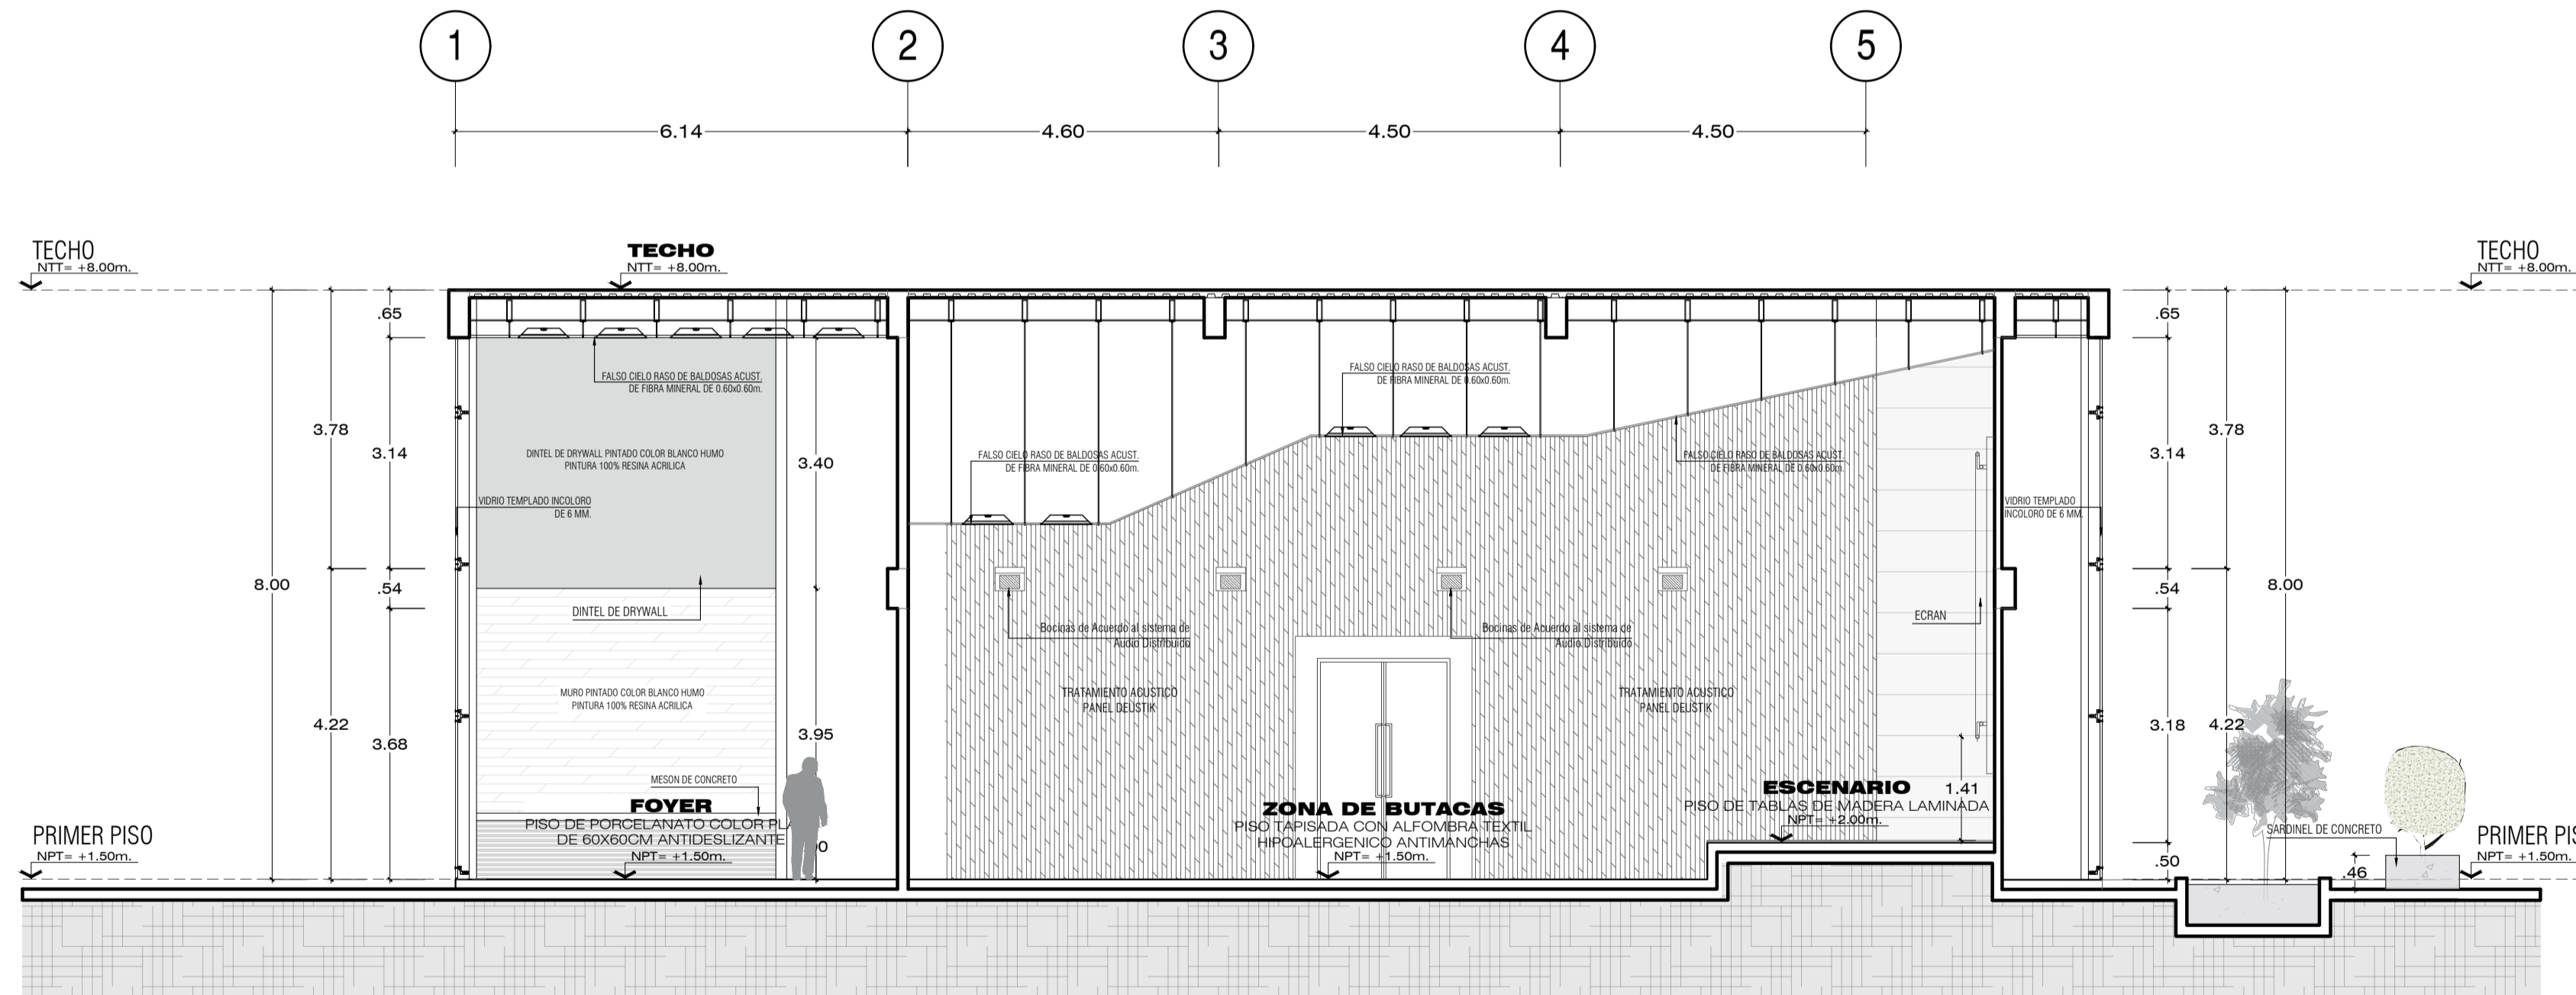 1
2
3
4
5
6.14
4.60
4.50
4.50
TECHO
NTT= +8.00m.
TECHO
NTT= +8.00m.
TECHO
NTT= +8.00m.
.65
3.78
3.14
8.00
.54
4.22
3.68
FALSO CIELO RASO DE BALDOSAS ACUST.
DE FIBRA MINERAL DE 0.60x0.60m.
DINTEL DE DRYWALL PINTADO COLOR BLANCO HUMO
PINTURA 100% RESINA ACRILICA
VIDRIO TEMPLADO INCOLORO
DE 6 MM.
3.40
DINTEL DE DRYWALL
MURO PINTADO COLOR BLANCO HUMO
PINTURA 100% RESINA ACRILICA
3.95
MESON DE CONCRETO
FOYER
PISO DE PORCELANATO COLOR PLA
DE 60X60CM ANTIDESLIZANTE
NPT= +1.50m.
FALSO CIELO RASO DE BALDOSAS ACUST.
DE FIBRA MINERAL DE 0.60x0.60m.
FALSO CIELO RASO DE BALDOSAS ACUST.
DE FIBRA MINERAL DE 0.60x0.60m.
FALSO CIELO RASO DE BALDOSAS ACUST.
DE FIBRA MINERAL DE 0.60x0.60m.
Bocinas de Acuerdo al sistema de
Audio Distribuido
Bocinas de Acuerdo al sistema de
Audio Distribuido
TRATAMIENTO ACUSTICO
PANEL DEUSTIK
TRATAMIENTO ACUSTICO
PANEL DEUSTIK
ZONA DE BUTACAS
PISO TAPISADA CON ALFOMBRA TEXTIL
HIPOALERGENICO ANTIMANCHAS
NPT= +1.50m.
ESCENARIO
PISO DE TABLAS DE MADERA LAMINADA
NPT= +2.00m.
1.41
ECRAN
VIDRIO TEMPLADO
INCOLORO DE 6 MM.
.65
3.14
3.78
.54
8.00
3.18
4.22
.50
.46
SARDINEL DE CONCRETO
PRIMER PISO
NPT= +1.50m.
PRIMER PIS
NPT= +1.50m.